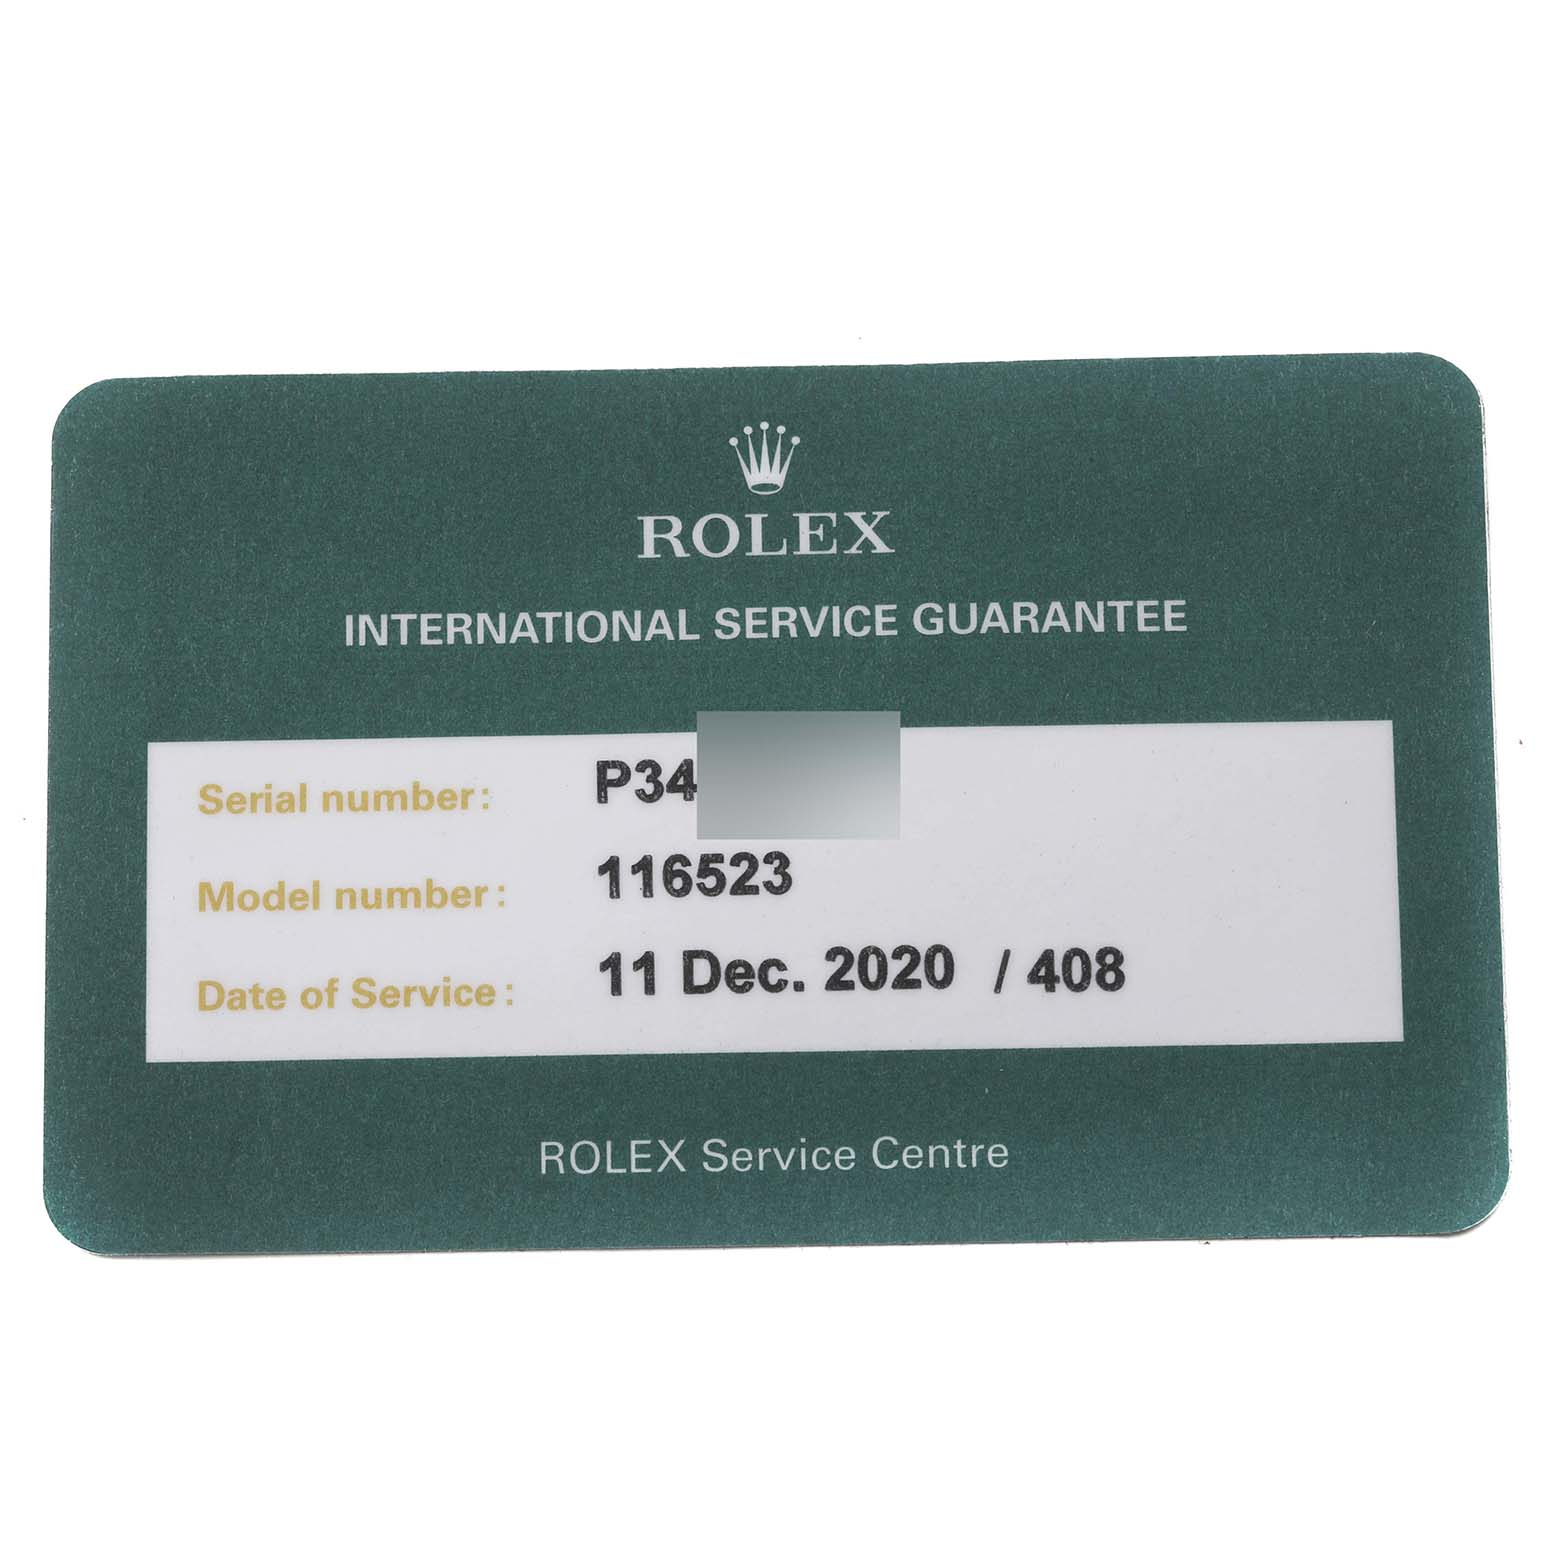 ROLEX
INTERNATIONAL SERVICE GUARANTEE
Serial number: P34
Model number: 116523
Date of Service: 11 Dec. 2020 / 408
ROLEX Service Centre